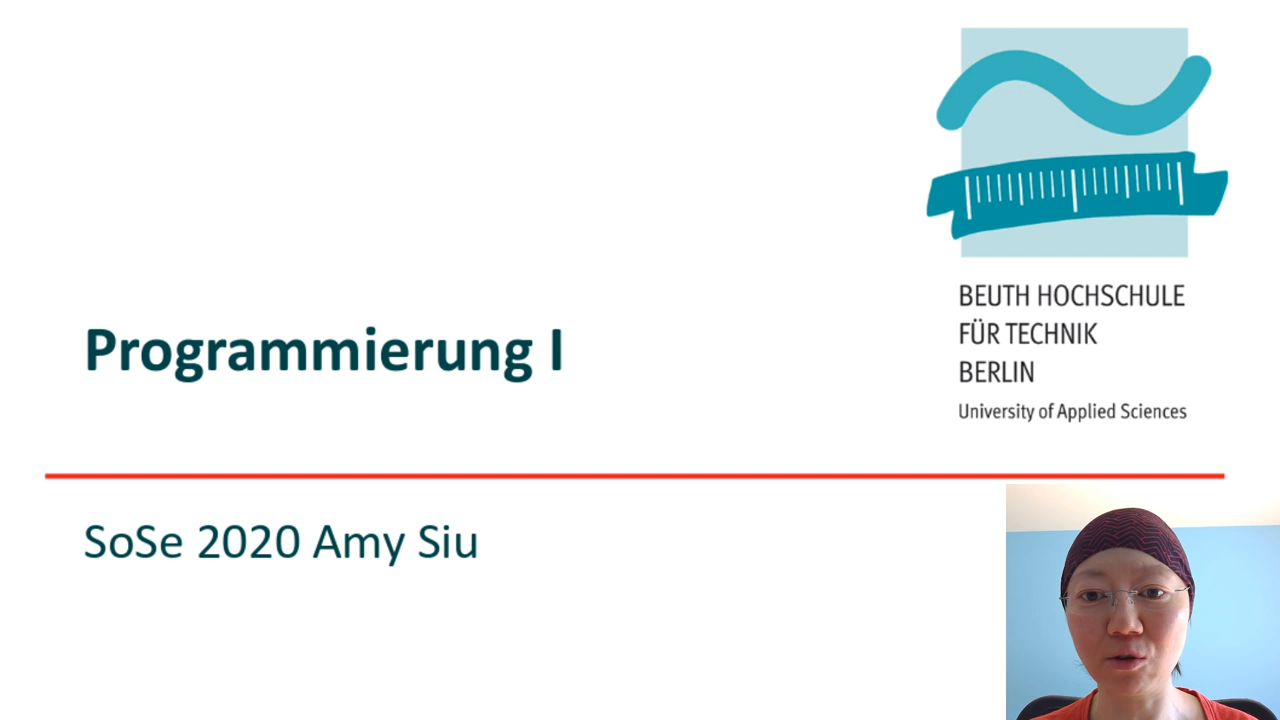 BEUTH HOCHSCHULE
FÜR TECHNIK
BERLIN
University of Applied Sciences
Programmierung I
SoSe 2020 Amy Siu